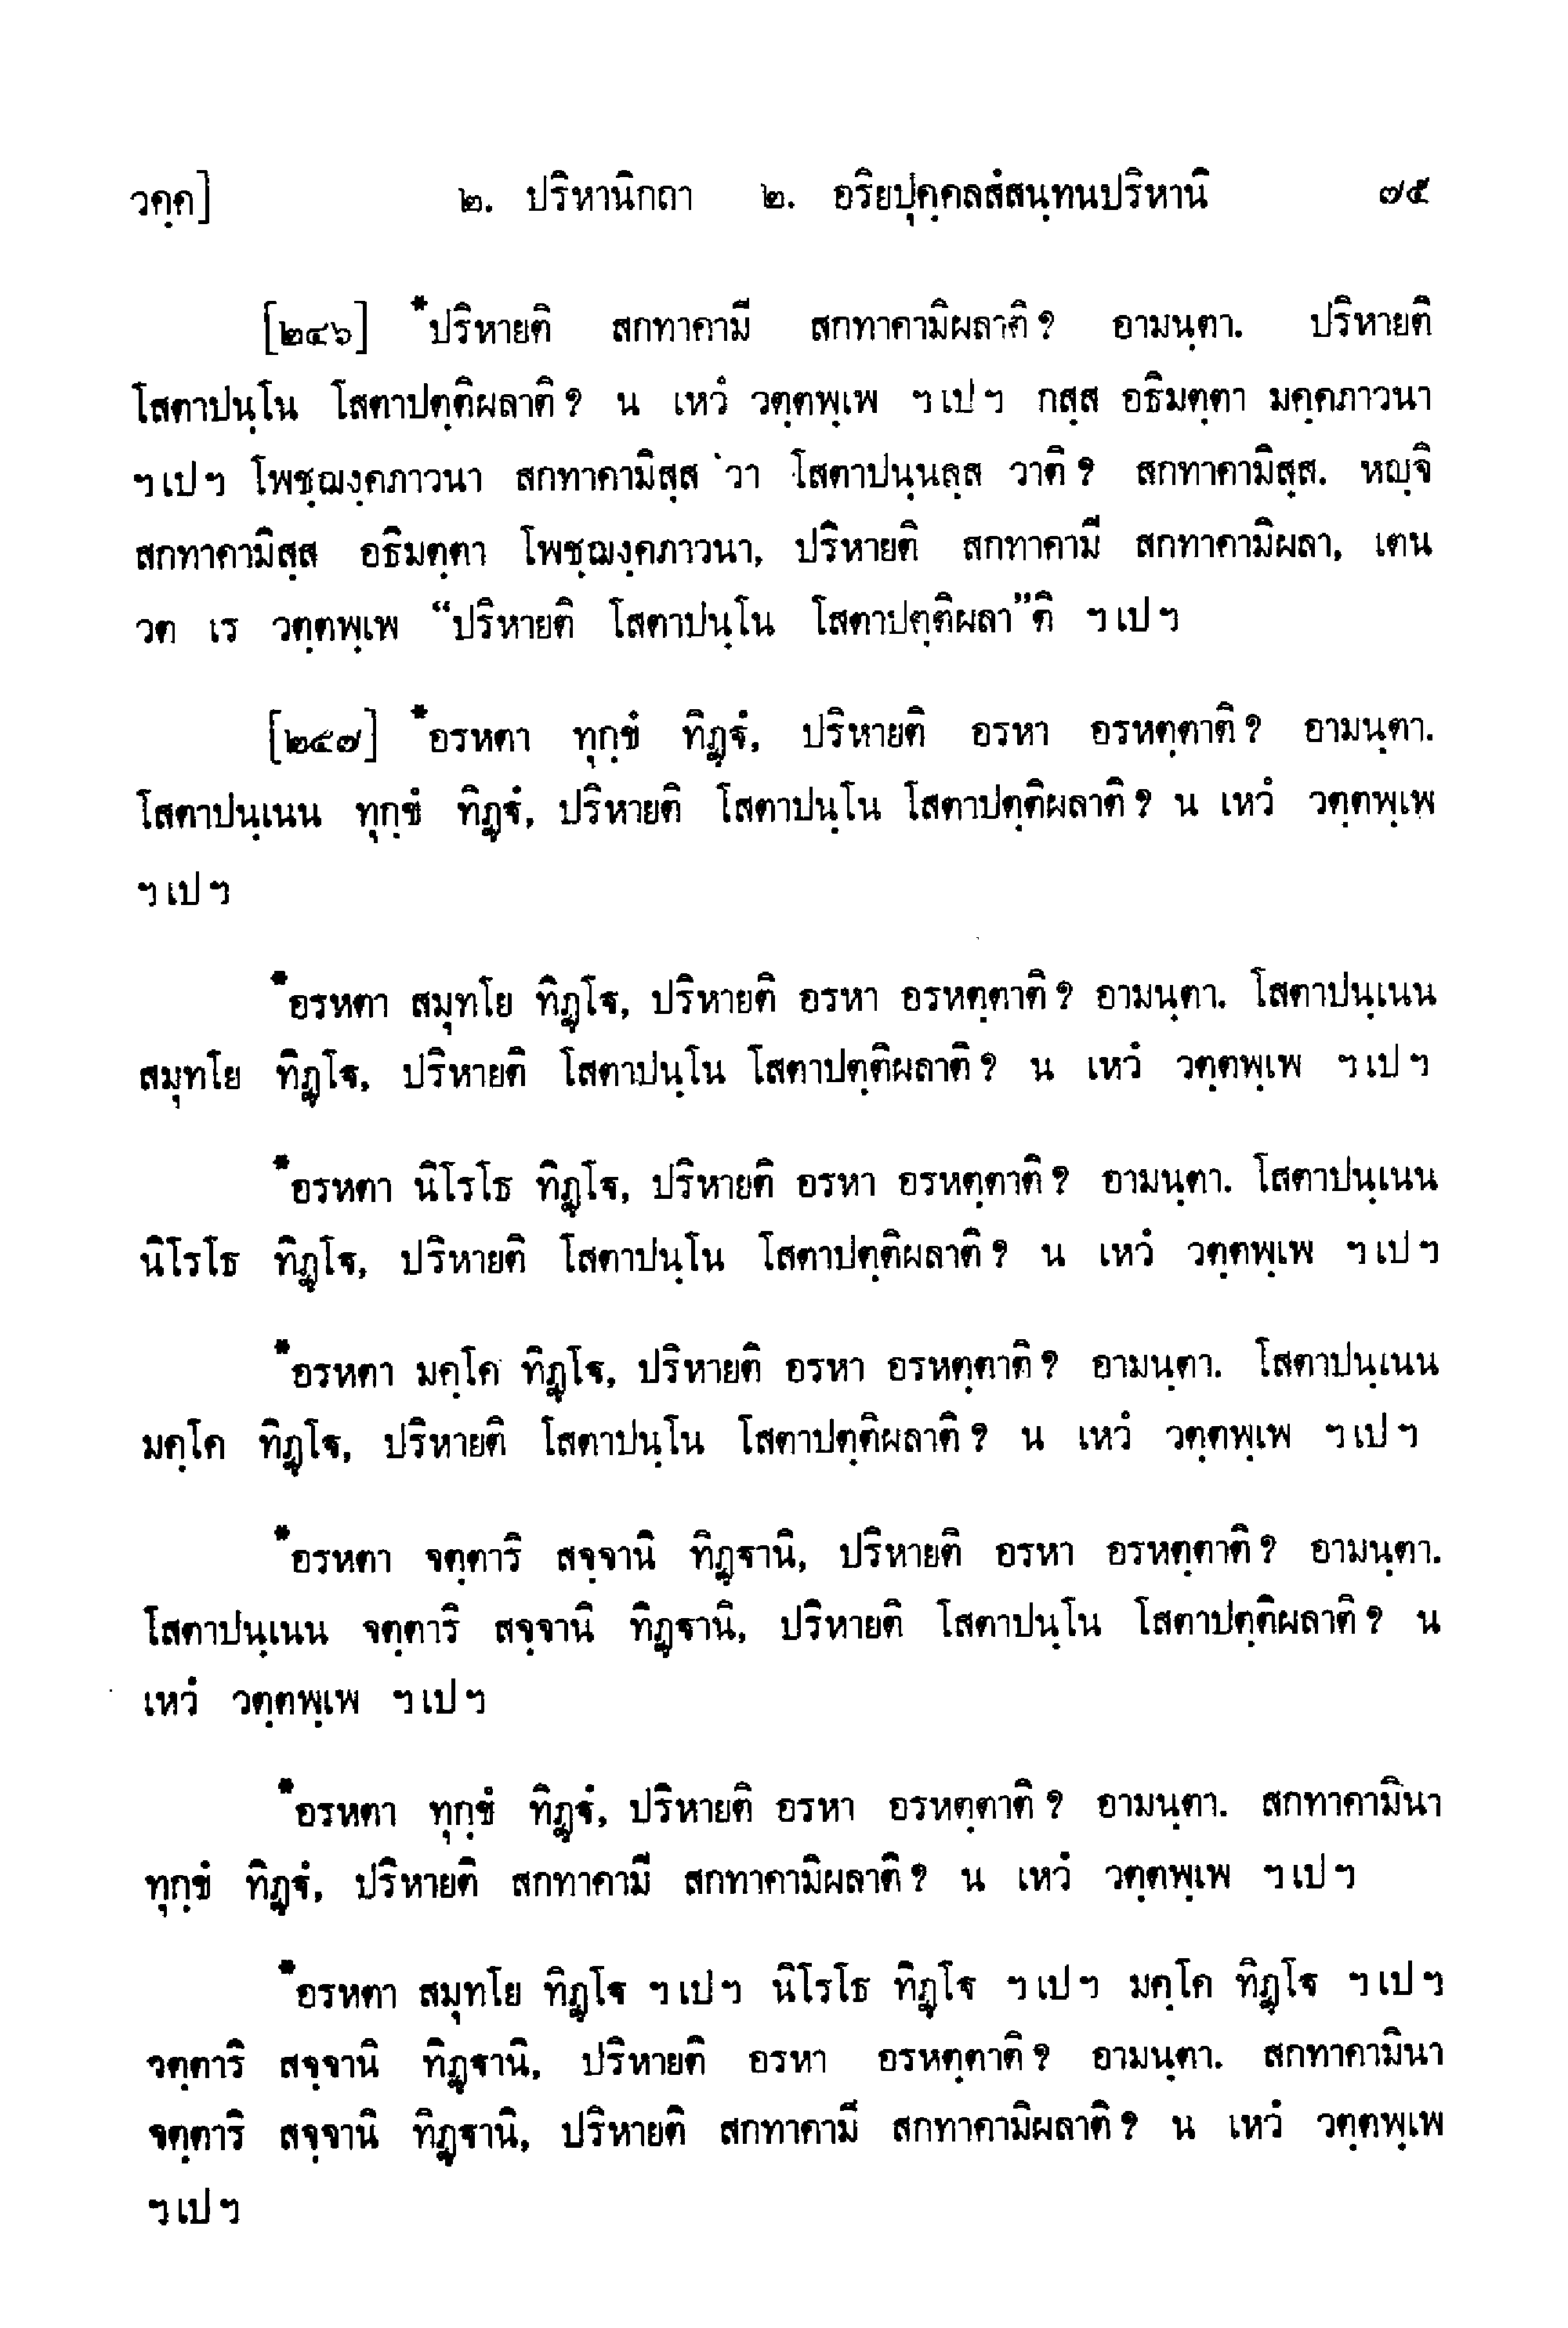 วคฺค] ๒. ปริหานิกถา ๒. อริยปุคฺคลสํสนฺทนปริหานิ ๗๕
[๒๔๖] *ปริหายติ สกทาคามี สกทาคามิผลาติ? อามนฺตา. ปริหายติ
โสตาปนฺโน โสตาปตฺติผลาติ? น เหวํ วตฺตพฺเพ ฯเปฯ กสฺส อธิมตฺตา มคฺคภาวนา
ฯเปฯ โพชฺฌงฺคภาวนา สกทาคามิสฺส วา โสตาปนฺนสฺส วาติ? สกทาคามิสฺส. หญฺจิ
สกทาคามิสฺส อธิมตฺตา โพชฺฌงฺคภาวนา, ปริหายติ สกทาคามี สกทาคามิผลา, เตน
วต เร วตฺตพฺเพ “ปริหายติ โสตาปนฺโน โสตาปตฺติผลา”ติ ฯเปฯ
[๒๔๗] *อรหตา ทุกฺขํ ทิฏฺฐํ, ปริหายติ อรหา อรหตฺตาติ? อามนฺตา.
โสตาปนฺเนน ทุกฺขํ ทิฏฺฐํ, ปริหายติ โสตาปนฺโน โสตาปตฺติผลาติ? น เหวํ วตฺตพฺเพ
ฯเปฯ
*อรหตา สมุทโย ทิฏฺโฐ, ปริหายติ อรหา อรหตฺตาติ? อามนฺตา. โสตาปนฺเนน
สมุทโย ทิฏฺโฐ, ปริหายติ โสตาปนฺโน โสตาปตฺติผลาติ? น เหวํ วตฺตพฺเพ ฯเปฯ
*อรหตา นิโรโธ ทิฏฺโฐ, ปริหายติ อรหา อรหตฺตาติ? อามนฺตา. โสตาปนฺเนน
นิโรโธ ทิฏฺโฐ, ปริหายติ โสตาปนฺโน โสตาปตฺติผลาติ? น เหวํ วตฺตพฺเพ ฯเปฯ
*อรหตา มคฺโค ทิฏฺโฐ, ปริหายติ อรหา อรหตฺตาติ? อามนฺตา. โสตาปนฺเนน
มคฺโค ทิฏฺโฐ, ปริหายติ โสตาปนฺโน โสตาปตฺติผลาติ? น เหวํ วตฺตพฺเพ ฯเปฯ
*อรหตา จตฺตาริ สจฺจานิ ทิฏฺฐานิ, ปริหายติ อรหา อรหตฺตาติ? อามนฺตา.
โสตาปนฺเนน จตฺตาริ สจฺจานิ ทิฏฺฐานิ, ปริหายติ โสตาปนฺโน โสตาปตฺติผลาติ? น
เหวํ วตฺตพฺเพ ฯเปฯ
*อรหตา ทุกฺขํ ทิฏฺฐํ, ปริหายติ อรหา อรหตฺตาติ? อามนฺตา. สกทาคามินา
ทุกฺขํ ทิฏฺฐํ, ปริหายติ สกทาคามี สกทาคามิผลาติ? น เหวํ วตฺตพฺเพ ฯเปฯ
*อรหตา สมุทโย ทิฏฺโฐ ฯเปฯ นิโรโธ ทิฏฺโฐ ฯเปฯ มคฺโค ทิฏฺโฐ ฯเปฯ
จตฺตาริ สจฺจานิ ทิฏฺฐานิ, ปริหายติ อรหา อรหตฺตาติ? อามนฺตา. สกทาคามินา
จตฺตาริ สจฺจานิ ทิฏฺฐานิ, ปริหายติ สกทาคามี สกทาคามิผลาติ? น เหวํ วตฺตพฺเพ
ฯเปฯ